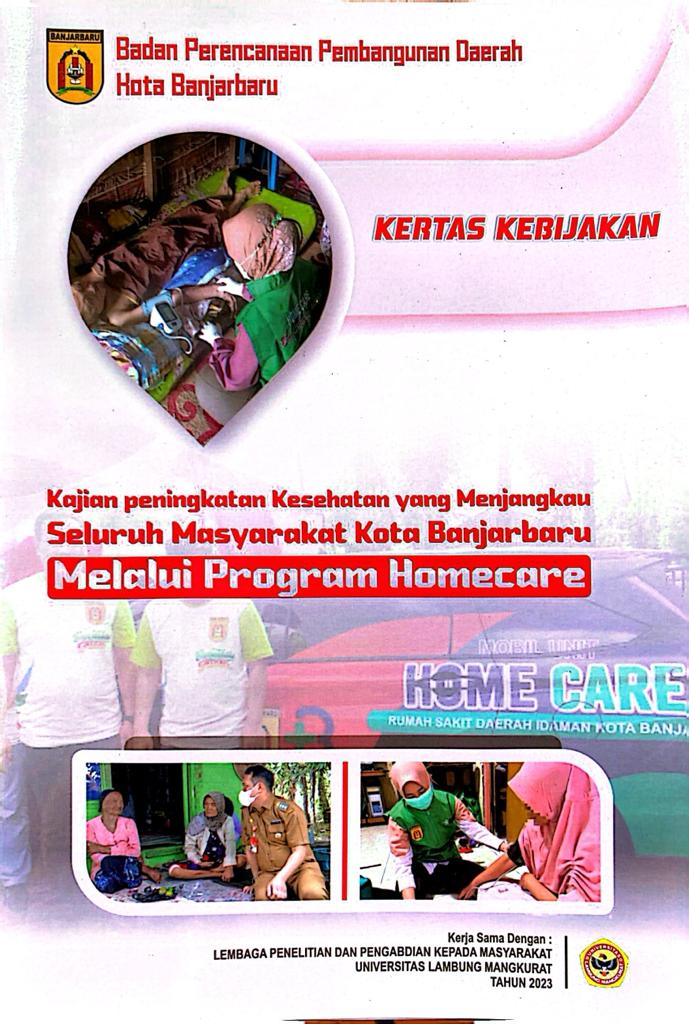 BANJARBARU
Badan Perencanaan Pembangunan Daerah
Kota Banjarbaru
KERTAS KEBIJAKAN
Kajian peningkatan Kesehatan yang Menjangkau
Seluruh Masyarakat Kota Banjarbaru
Melalui Program Homecare
MOBIL UNIT
HOME CARE
RUMAH SAKIT DAERAH IDAMAN KOTA BANJA
Kerja Sama Dengan :
LEMBAGA PENELITIAN DAN PENGABDIAN KEPADA MASYARAKAT
UNIVERSITAS LAMBUNG MANGKURAT
TAHUN 2023